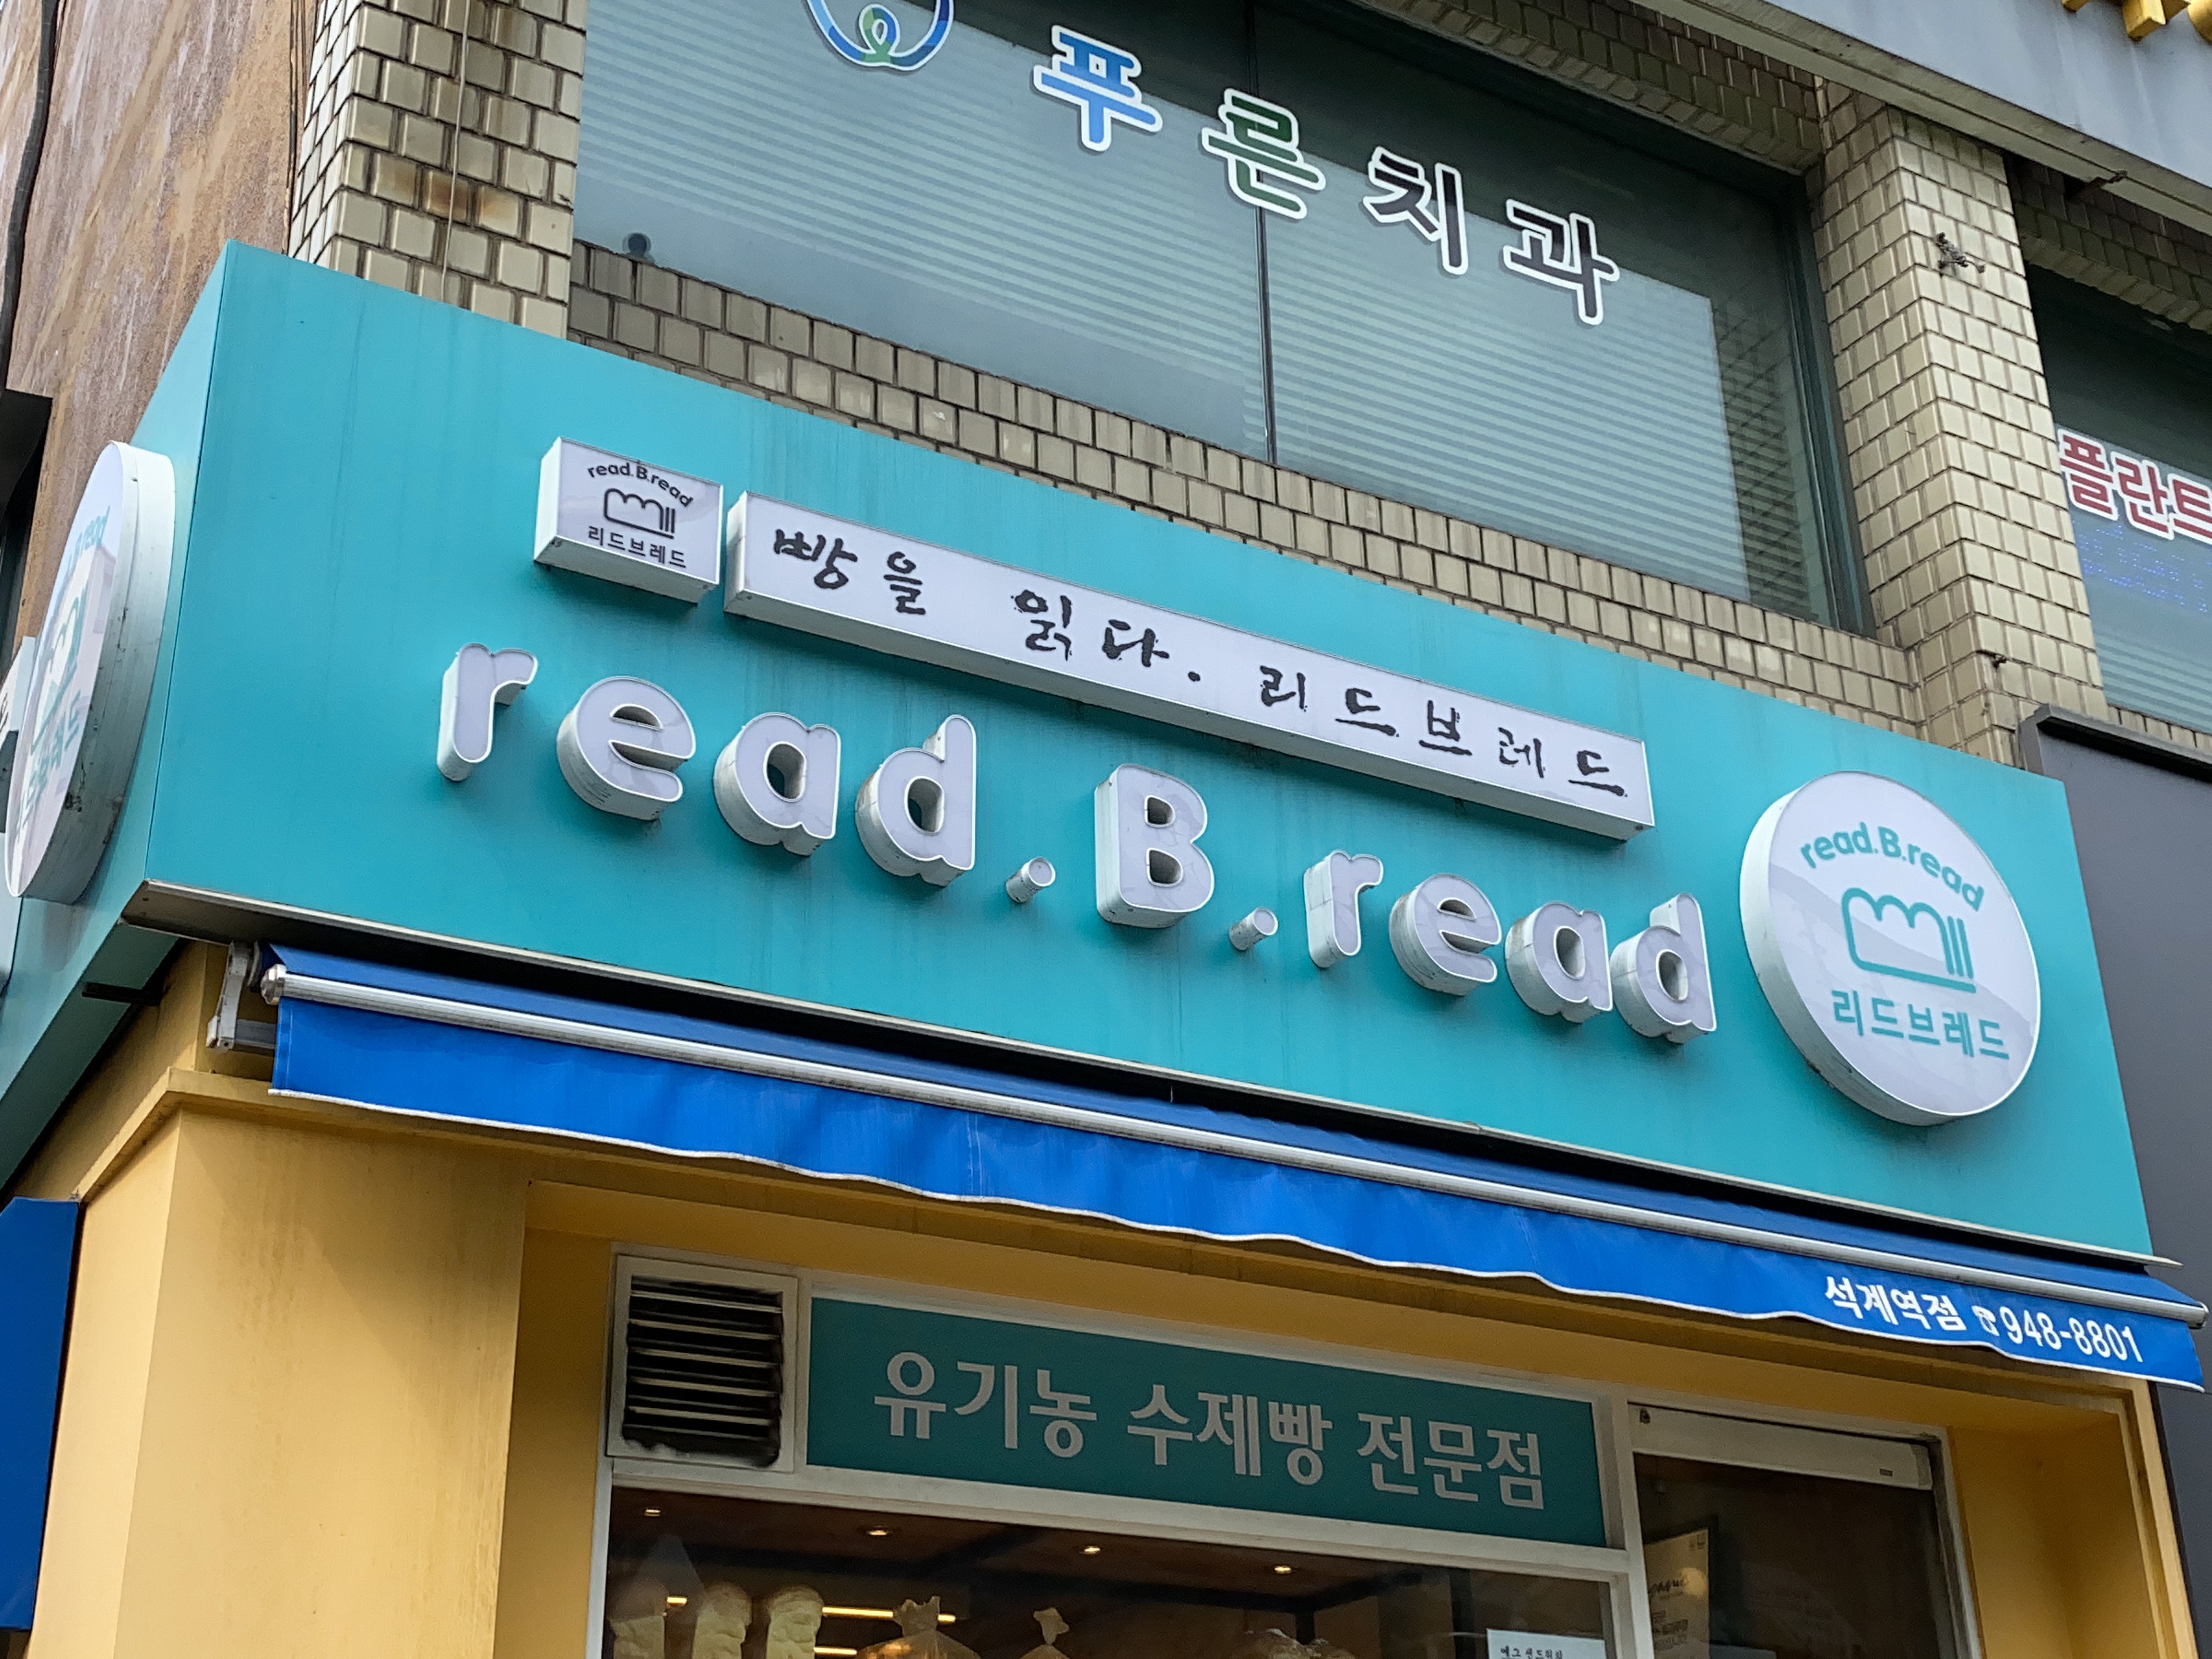 푸른치과
플란트
read.B.read
리드브레드
빵을 읽다. 리드브레드
read.B.read
read.B.read
리드브레드
석계역점 ☎948-8801
유기농 수제빵 전문점